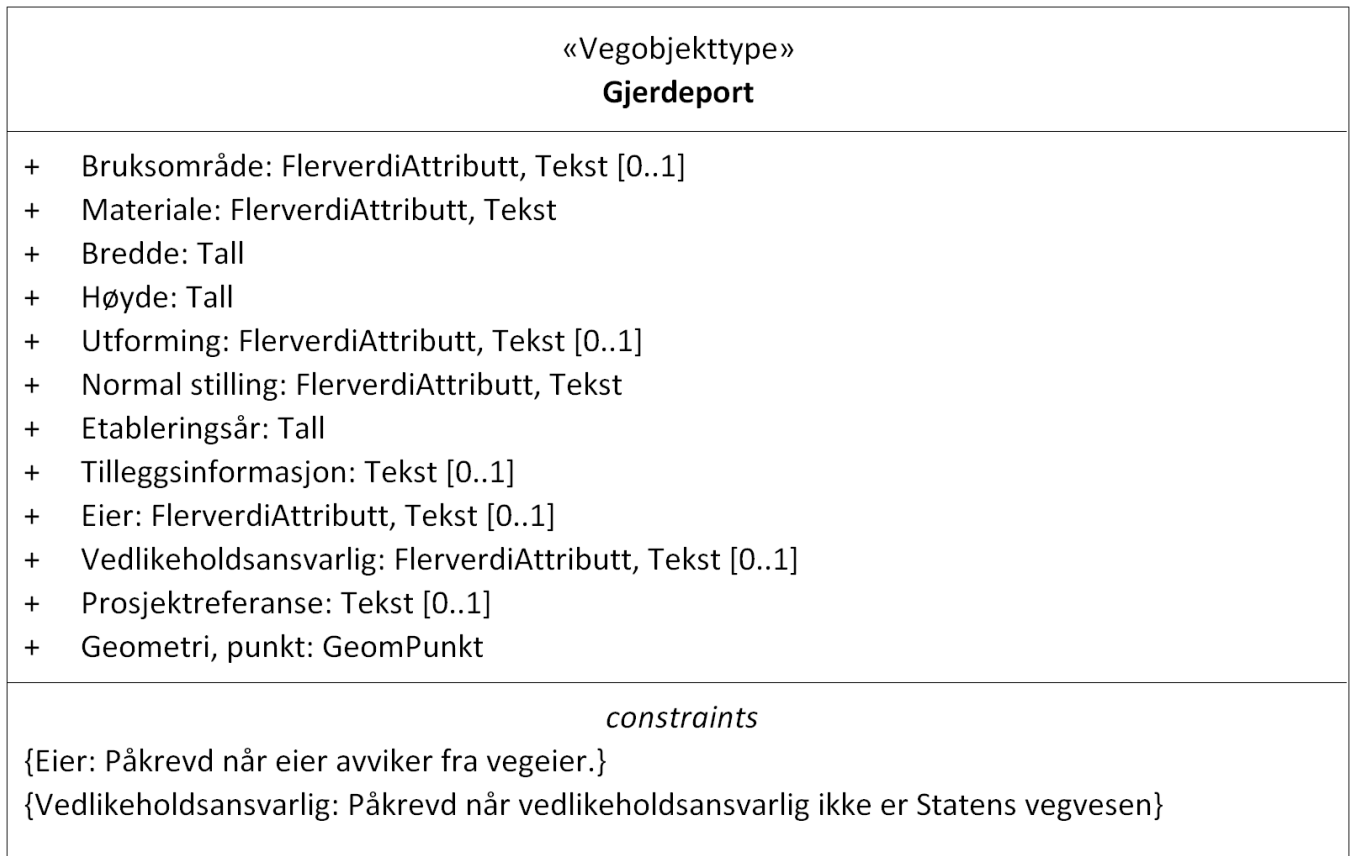 «Vegobjekttype»
Gjerdeport
+ Bruksområde: FlerverdiAttributt, Tekst [0..1]
+ Materiale: FlerverdiAttributt, Tekst
+ Bredde: Tall
+ Høyde: Tall
+ Utforming: FlerverdiAttributt, Tekst [0..1]
+ Normal stilling: FlerverdiAttributt, Tekst
+ Etableringsår: Tall
+ Tilleggsinformasjon: Tekst [0..1]
+ Eier: FlerverdiAttributt, Tekst [0..1]
+ Vedlikeholdsansvarlig: FlerverdiAttributt, Tekst [0..1]
+ Prosjektreferanse: Tekst [0..1]
+ Geometri, punkt: GeomPunkt
constraints
{Eier: Påkrevd når eier avviker fra vegeier.}
{Vedlikeholdsansvarlig: Påkrevd når vedlikeholdsansvarlig ikke er Statens vegvesen}